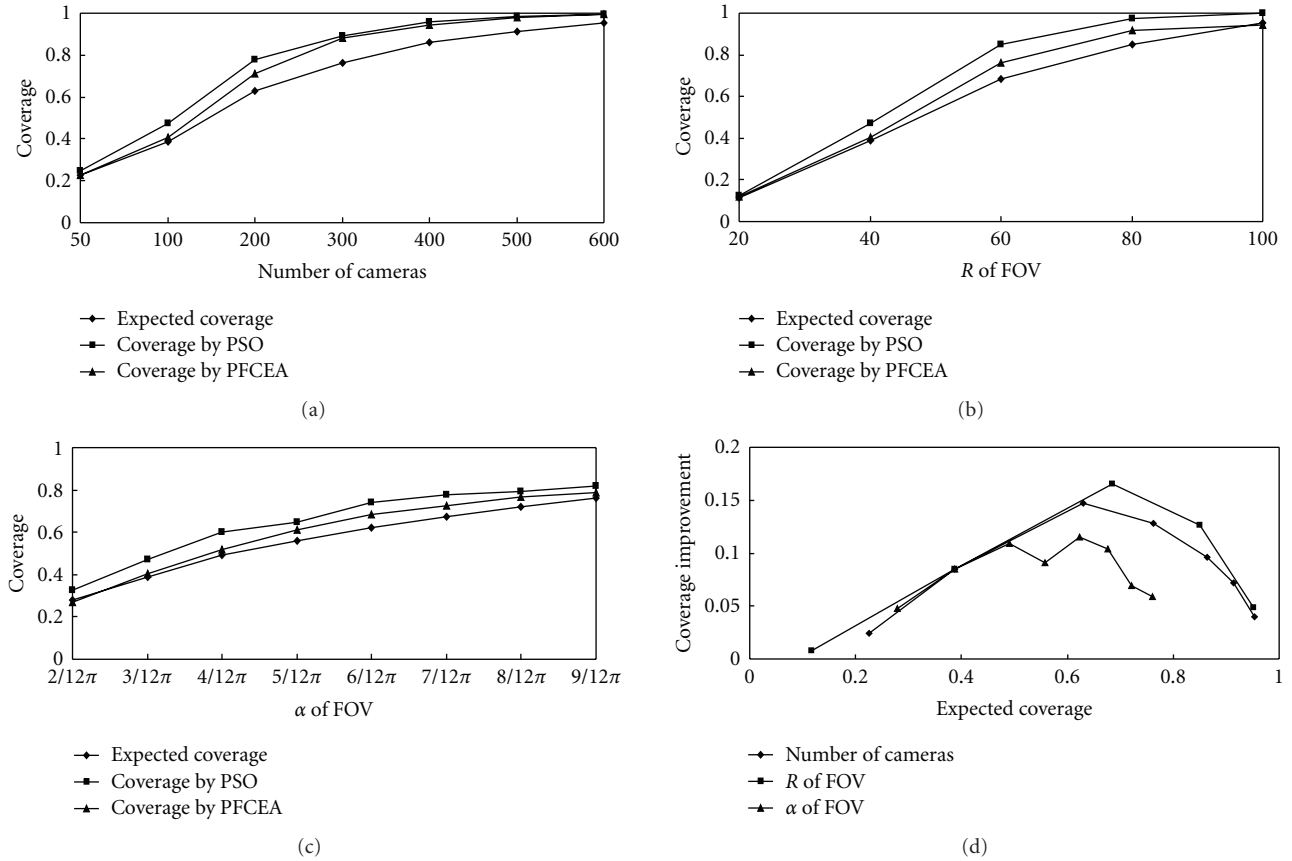 1
0.8
0.6
0.4
0.2
0
Coverage
50 100 200 300 400 500 600
Number of cameras
Expected coverage
Coverage by PSO
Coverage by PFCEA
(a)
1
0.8
0.6
0.4
0.2
0
Coverage
20 40 60 80 100
R of FOV
Expected coverage
Coverage by PSO
Coverage by PFCEA
(b)
1
0.8
0.6
0.4
0.2
0
Coverage
2/12π 3/12π 4/12π 5/12π 6/12π 7/12π 8/12π 9/12π
α of FOV
Expected coverage
Coverage by PSO
Coverage by PFCEA
(c)
0.2
0.15
0.1
0.05
0
Coverage improvement
0 0.2 0.4 0.6 0.8 1
Expected coverage
Number of cameras
R of FOV
α of FOV
(d)